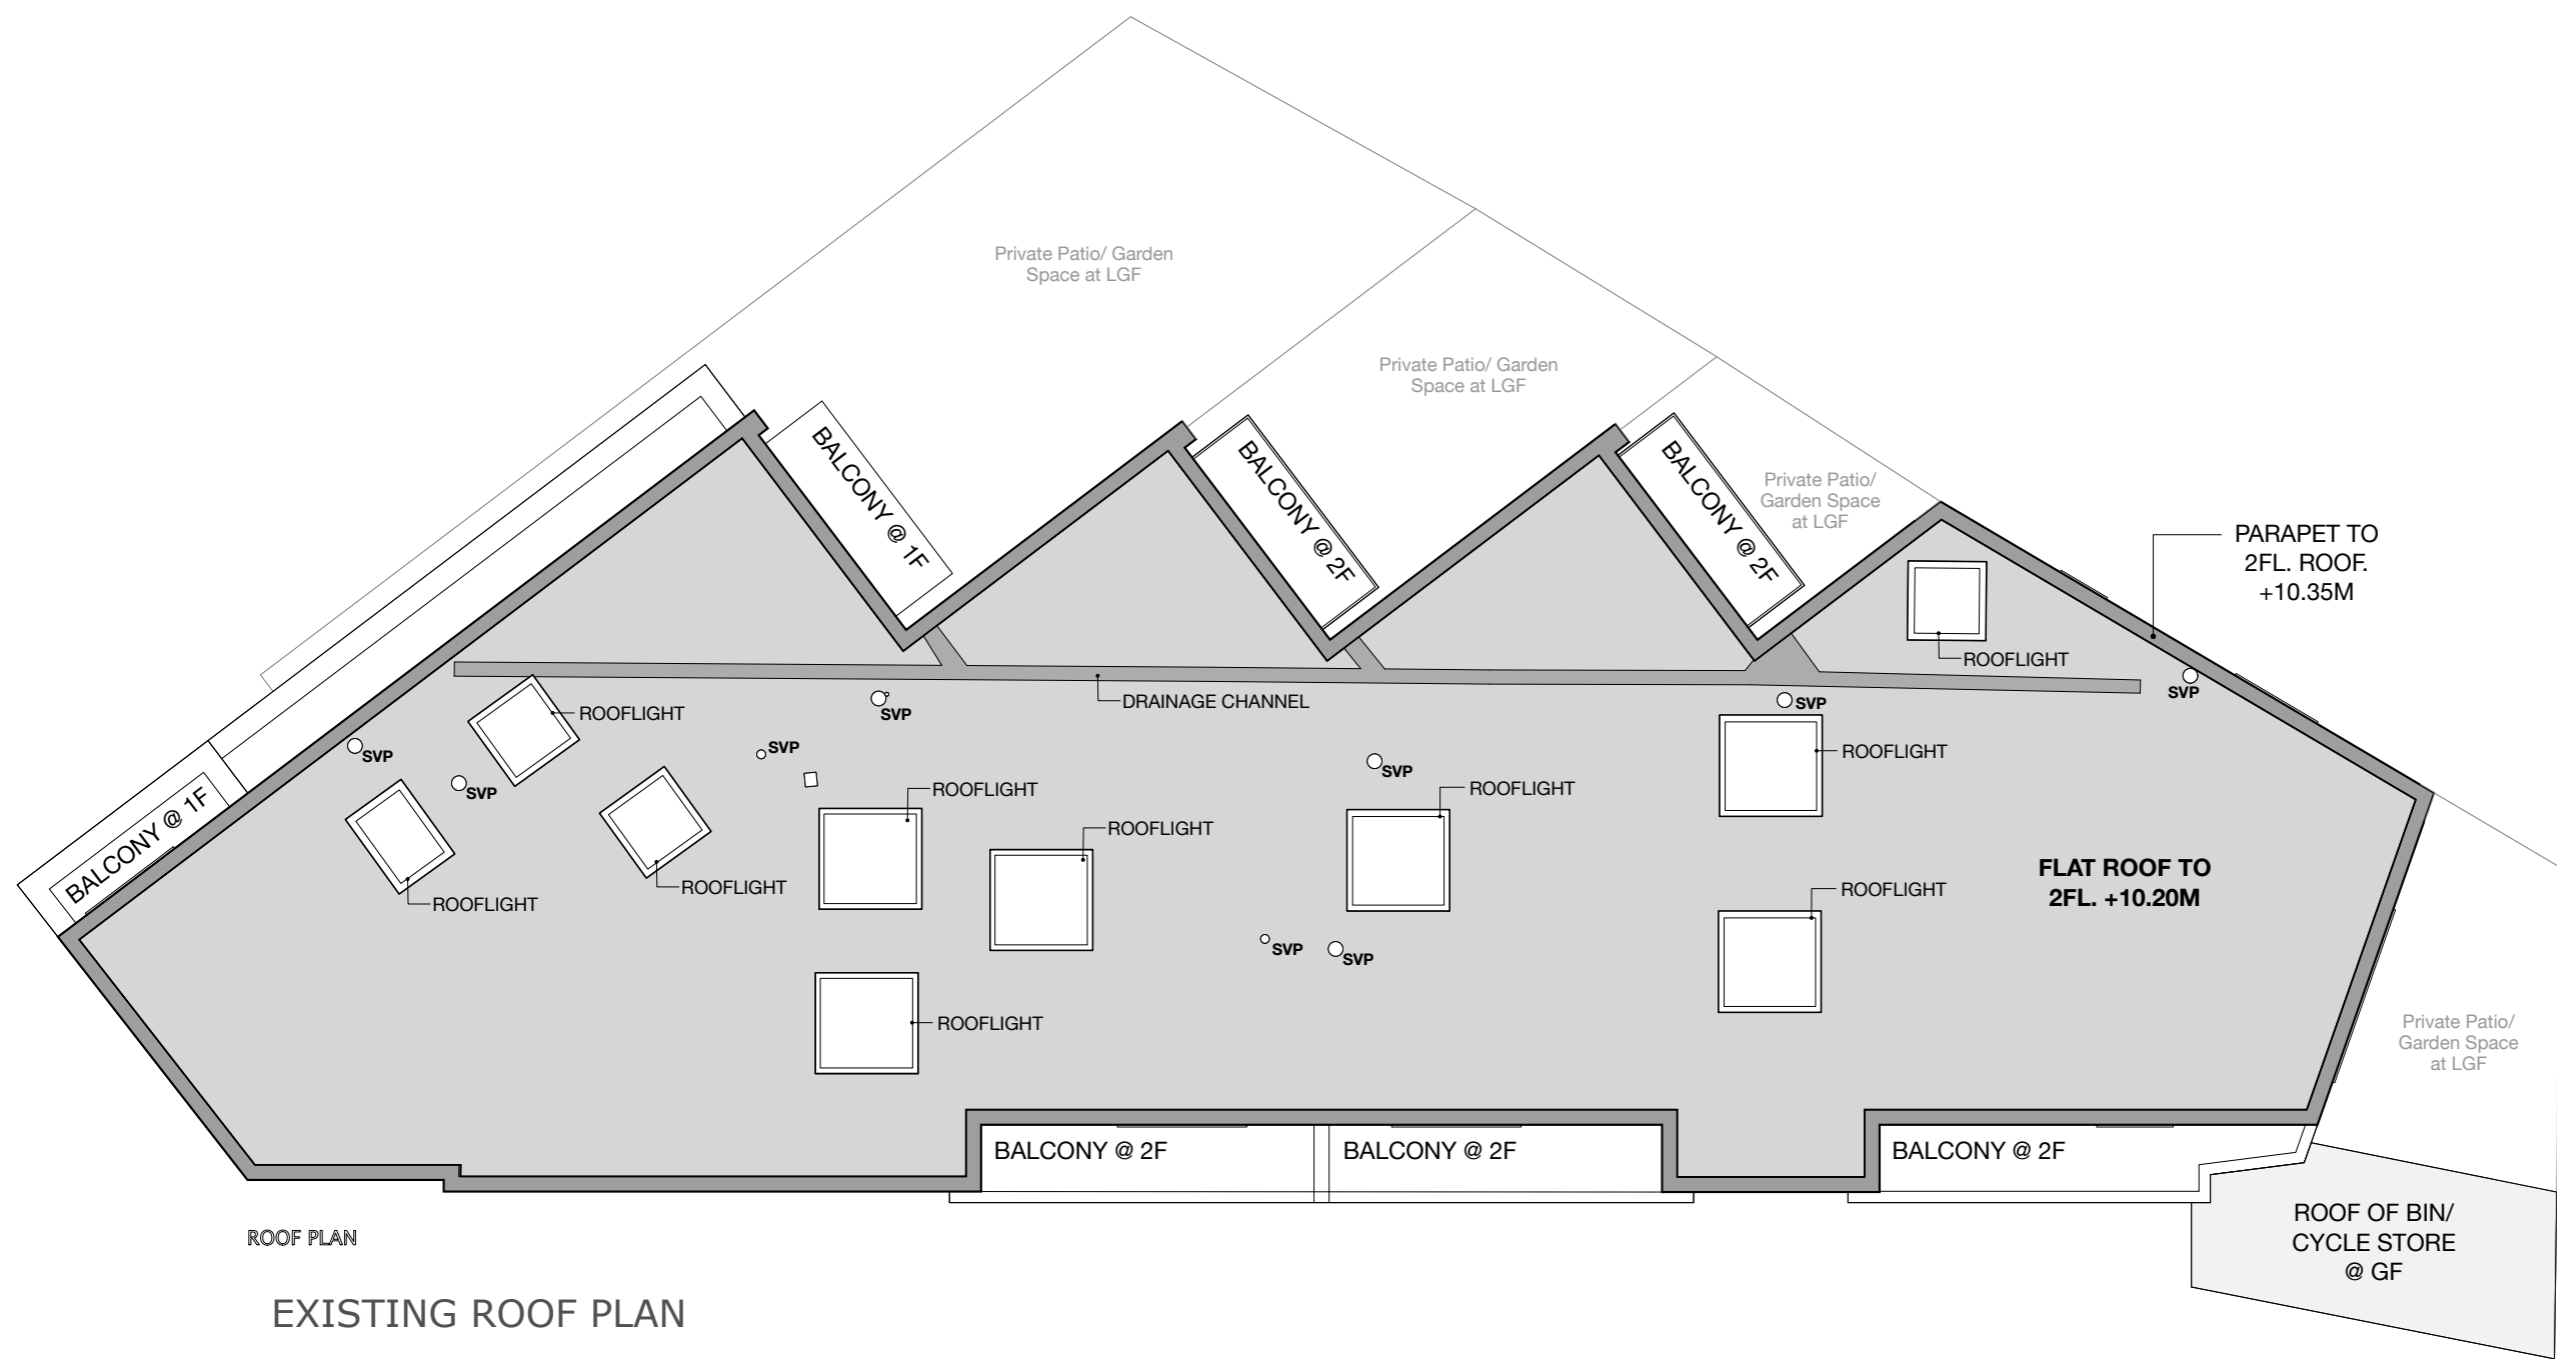 Private Patio/ Garden
Space at LGF
Private Patio/ Garden
Space at LGF
BALCONY @ 1F
BALCONY @ 2F
BALCONY @ 2F
Private Patio/
Garden Space
at LGF
PARAPET TO
2FL. ROOF.
+10.35M
ROOFLIGHT
SVP
DRAINAGE CHANNEL
SVP
ROOFLIGHT
SVP
SVP
SVP
SVP
SVP
ROOFLIGHT
ROOFLIGHT
ROOFLIGHT
ROOFLIGHT
BALCONY @ 1F
FLAT ROOF TO
2FL. +10.20M
ROOFLIGHT
ROOFLIGHT
ROOFLIGHT
SVP
SVP
ROOFLIGHT
Private Patio/
Garden Space
at LGF
BALCONY @ 2F
BALCONY @ 2F
BALCONY @ 2F
ROOF OF BIN/
CYCLE STORE
@ GF
ROOF PLAN
EXISTING ROOF PLAN